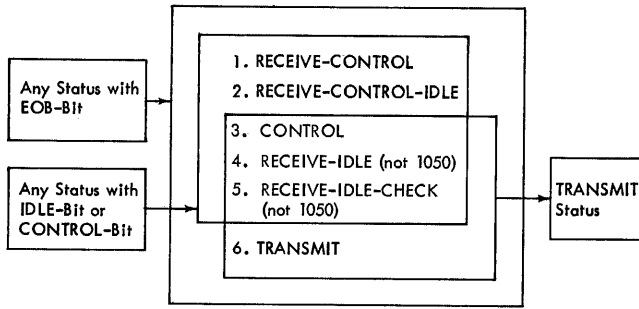 Any Status with
EOB-Bit
Any Status with
IDLE-Bit or
CONTROL-Bit
1. RECEIVE-CONTROL
2. RECEIVE-CONTROL-IDLE
3. CONTROL
4. RECEIVE-IDLE (not 1050)
5. RECEIVE-IDLE-CHECK
(not 1050)
6. TRANSMIT
TRANSMIT
Status